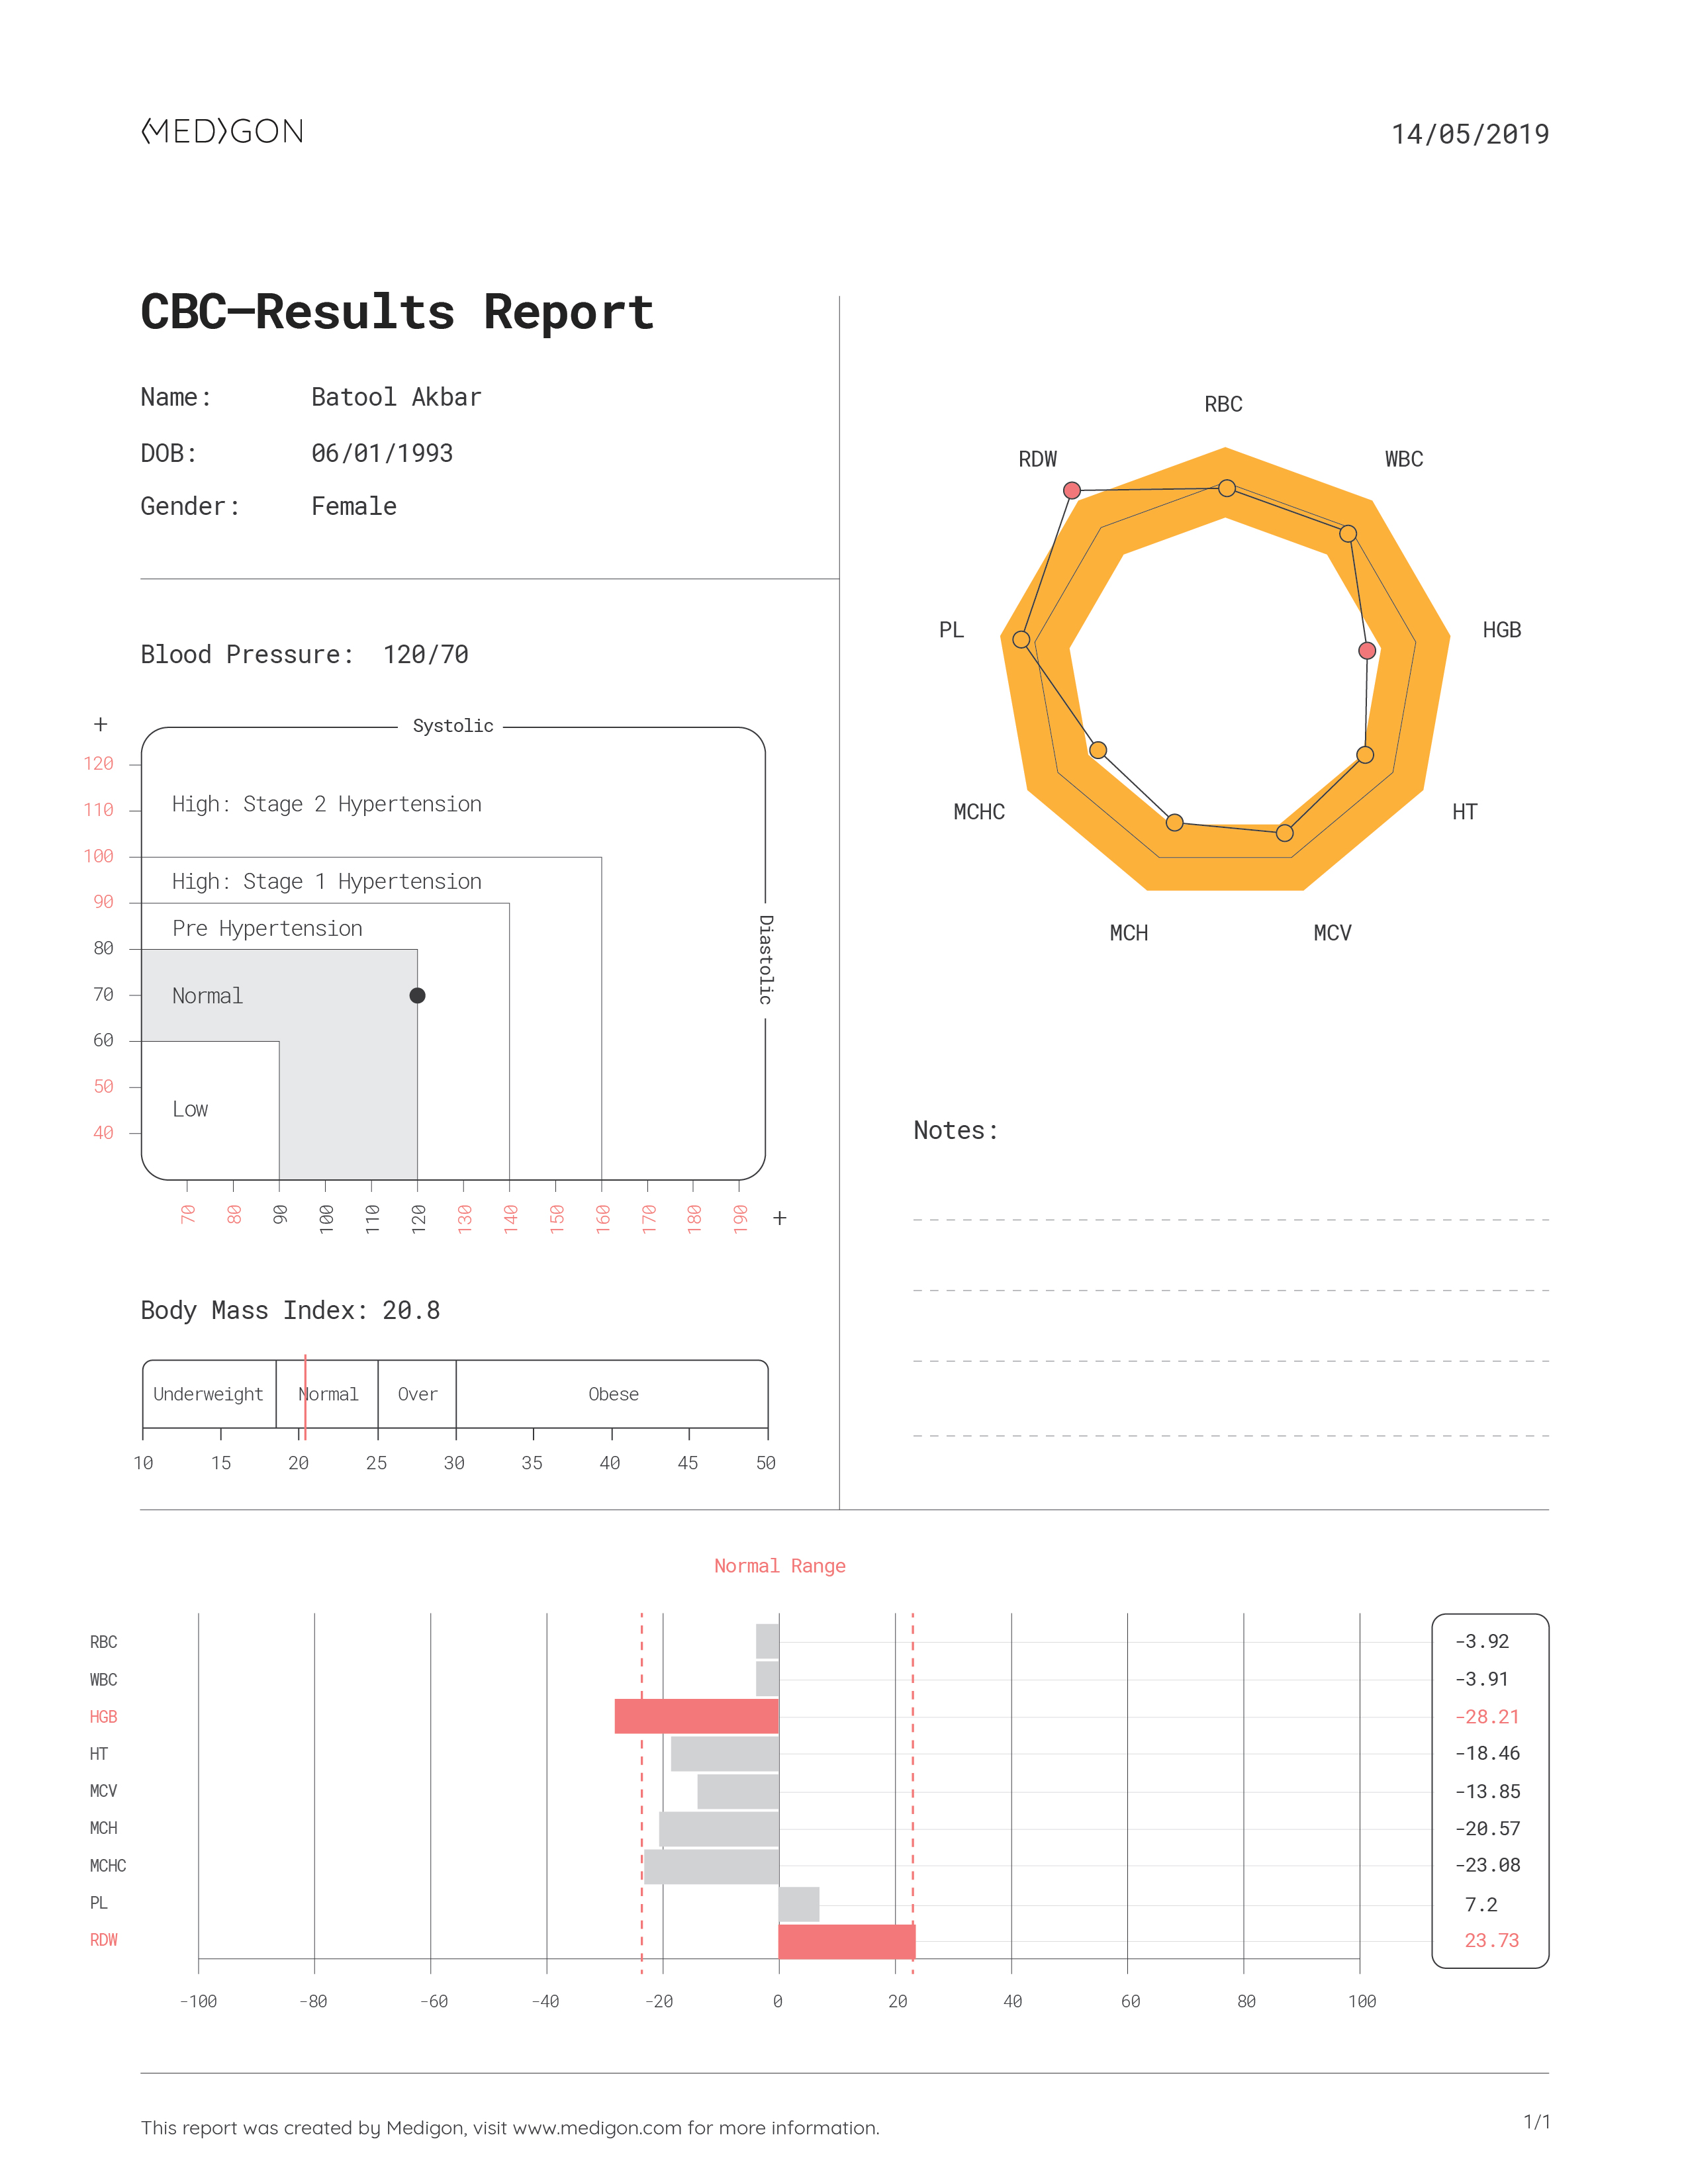 MEDIGON
14/05/2019
CBC—Results Report
Name: Batool Akbar
DOB: 06/01/1993
Gender: Female
Blood Pressure: 120/70
+
Systolic
120
110
100
90
80
70
60
50
40
High: Stage 2 Hypertension
High: Stage 1 Hypertension
Pre Hypertension
Normal
Low
Diastolic
70 80 90 100 110 120 130 140 150 160 170 180 190 +
Body Mass Index: 20.8
Underweight Normal Over Obese
10 15 20 25 30 35 40 45 50
RBC
WBC
HGB
HT
MCV
MCH
MCHC
PL
RDW
Notes:
Normal Range
RBC -3.92
WBC -3.91
HGB -28.21
HT -18.46
MCV -13.85
MCH -20.57
MCHC -23.08
PL 7.2
RDW 23.73
-100 -80 -60 -40 -20 0 20 40 60 80 100
This report was created by Medigon, visit www.medigon.com for more information.
1/1